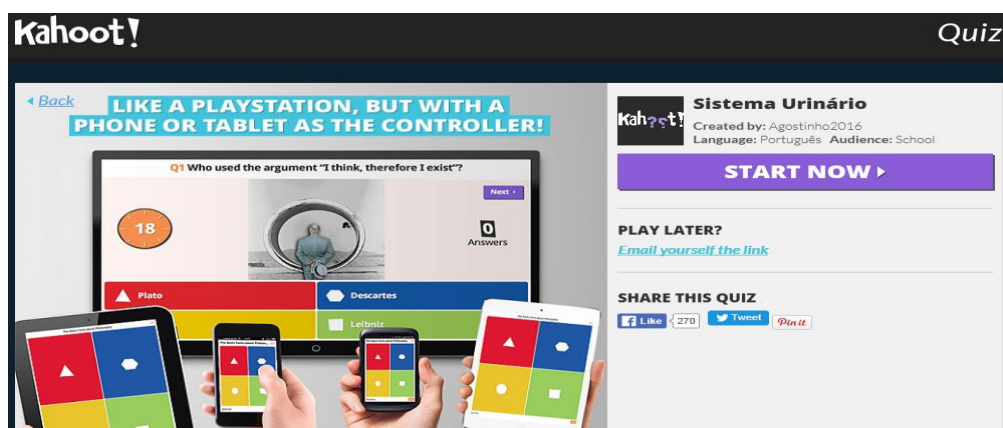 Kahoot!
Quiz
Back
LIKE A PLAYSTATION, BUT WITH A
PHONE OR TABLET AS THE CONTROLLER!
Q1 Who used the argument “I think, therefore I exist”?
Next
18
0
Answers
Plato
Descartes
Leibniz
Kah??t!
Sistema Urinário
Created by: Agostinho2016
Language: Português Audience: School
START NOW
PLAY LATER?
Email yourself the link
SHARE THIS QUIZ
Like
270
Tweet
Pin it